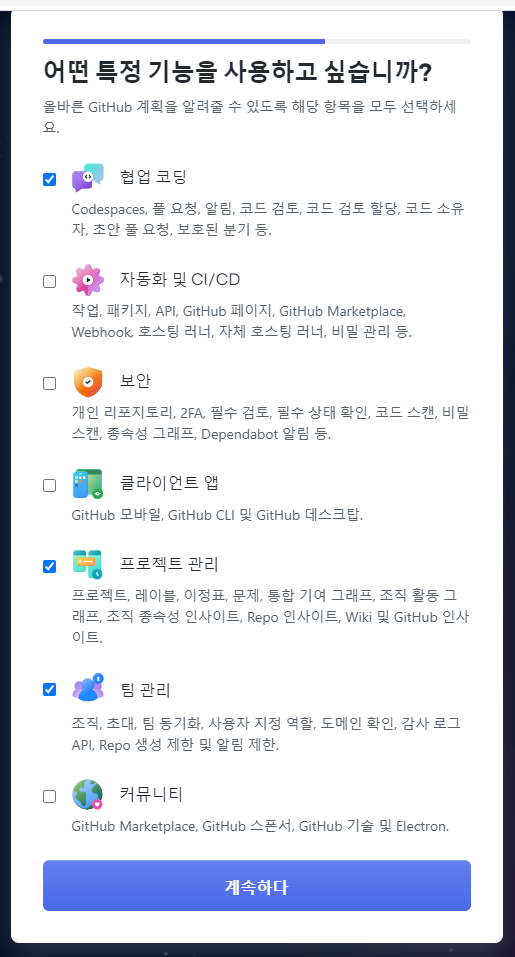 어떤 특정 기능을 사용하고 싶습니까?
올바른 GitHub 계획을 알려줄 수 있도록 해당 항목을 모두 선택하세
요.
협업 코딩
Codespaces, 풀 요청, 알림, 코드 검토, 코드 검토 할당, 코드 소유
자, 초안 풀 요청, 보호된 분기 등.
자동화 및 CI/CD
작업, 패키지, API, GitHub 페이지, GitHub Marketplace,
Webhook, 호스팅 러너, 자체 호스팅 러너, 비밀 관리 등.
보안
개인 리포지토리, 2FA, 필수 검토, 필수 상태 확인, 코드 스캔, 비밀
스캔, 종속성 그래프, Dependabot 알림 등.
클라이언트 앱
GitHub 모바일, GitHub CLI 및 GitHub 데스크탑.
프로젝트 관리
프로젝트, 레이블, 이정표, 문제, 통합 기여 그래프, 조직 활동 그
래프, 조직 종속성 인사이트, Repo 인사이트, Wiki 및 GitHub 인사
이트.
팀 관리
조직, 초대, 팀 동기화, 사용자 지정 역할, 도메인 확인, 감사 로그
API, Repo 생성 제한 및 알림 제한.
커뮤니티
GitHub Marketplace, GitHub 스폰서, GitHub 기술 및 Electron.
계속하다